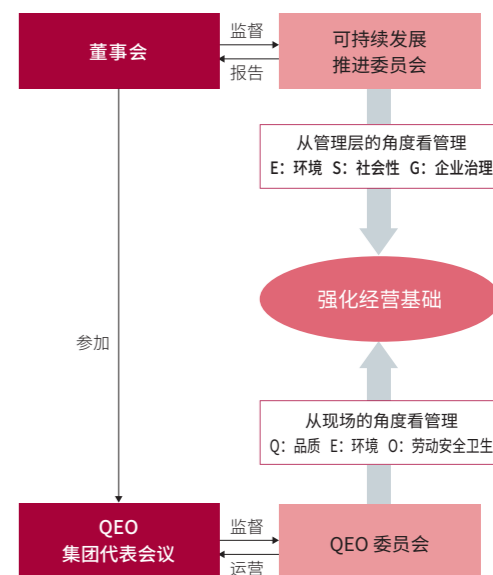 董事会
监督
报告
可持续发展
推进委员会
从管理层的角度看管理
E：环境 S：社会性 G：企业治理
强化经营基础
参加
从现场的角度看管理
Q：品质 E：环境 O：劳动安全卫生
QEO
集团代表会议
监督
运营
QEO 委员会